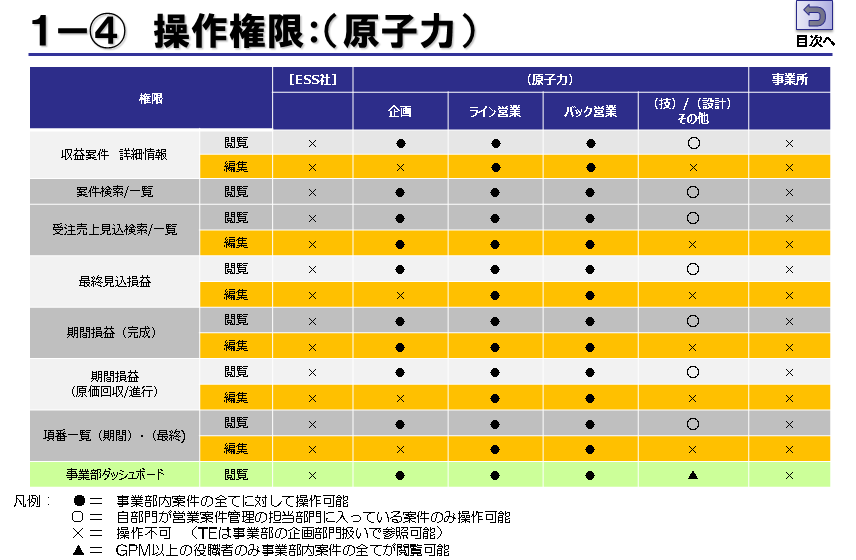 1－④　操作権限：（原子力）
目次へ
権限 [ESS社] （原子力） 事業所
企画 ライン営業 バック営業 （技）/（設計）
その他
収益案件　詳細情報 閲覧 × ● ● ● ○ ×
編集 × × ● ● × ×
案件検索/一覧 閲覧 × ● ● ● ○ ×
受注売上見込検索/一覧 閲覧 × ● ● ● ○ ×
編集 × ● ● ● × ×
最終見込損益 閲覧 × ● ● ● ○ ×
編集 × × ● ● × ×
期間損益（完成） 閲覧 × ● ● ● ○ ×
編集 × ● ● ● × ×
期間損益
（原価回収/進行） 閲覧 × ● ● ● ○ ×
編集 × × ● ● × ×
項番一覧（期間）・（最終) 閲覧 × ● ● ● ○ ×
編集 × × ● ● × ×
事業部ダッシュボード 閲覧 × ● ● ● ▲ ×
凡例：　●＝　事業部内案件の全てに対して操作可能
○＝　自部門が営業案件管理の担当部門に入っている案件のみ操作可能
×＝　操作不可　（TEは事業部の企画部門扱いで参照可能）
▲＝　GPM以上の役職者のみ事業部内案件の全てが閲覧可能